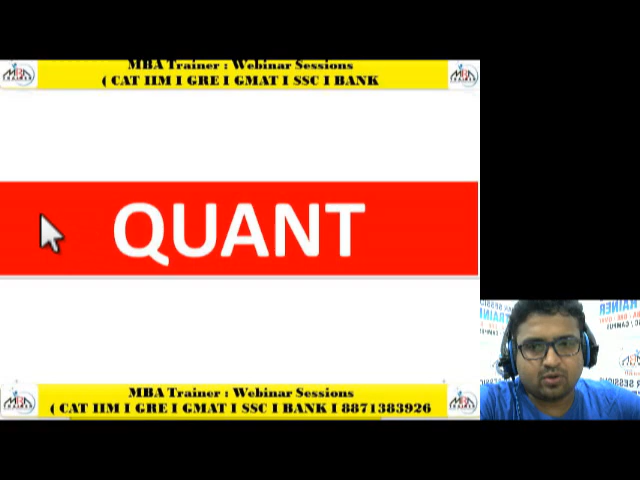 MBA Trainer : Webinar Sessions
( CAT IIM I GRE I GMAT I SSC I BANK
QUANT
MBA Trainer : Webinar Sessions
( CAT IIM I GRE I GMAT I SSC I BANK I 8871383926